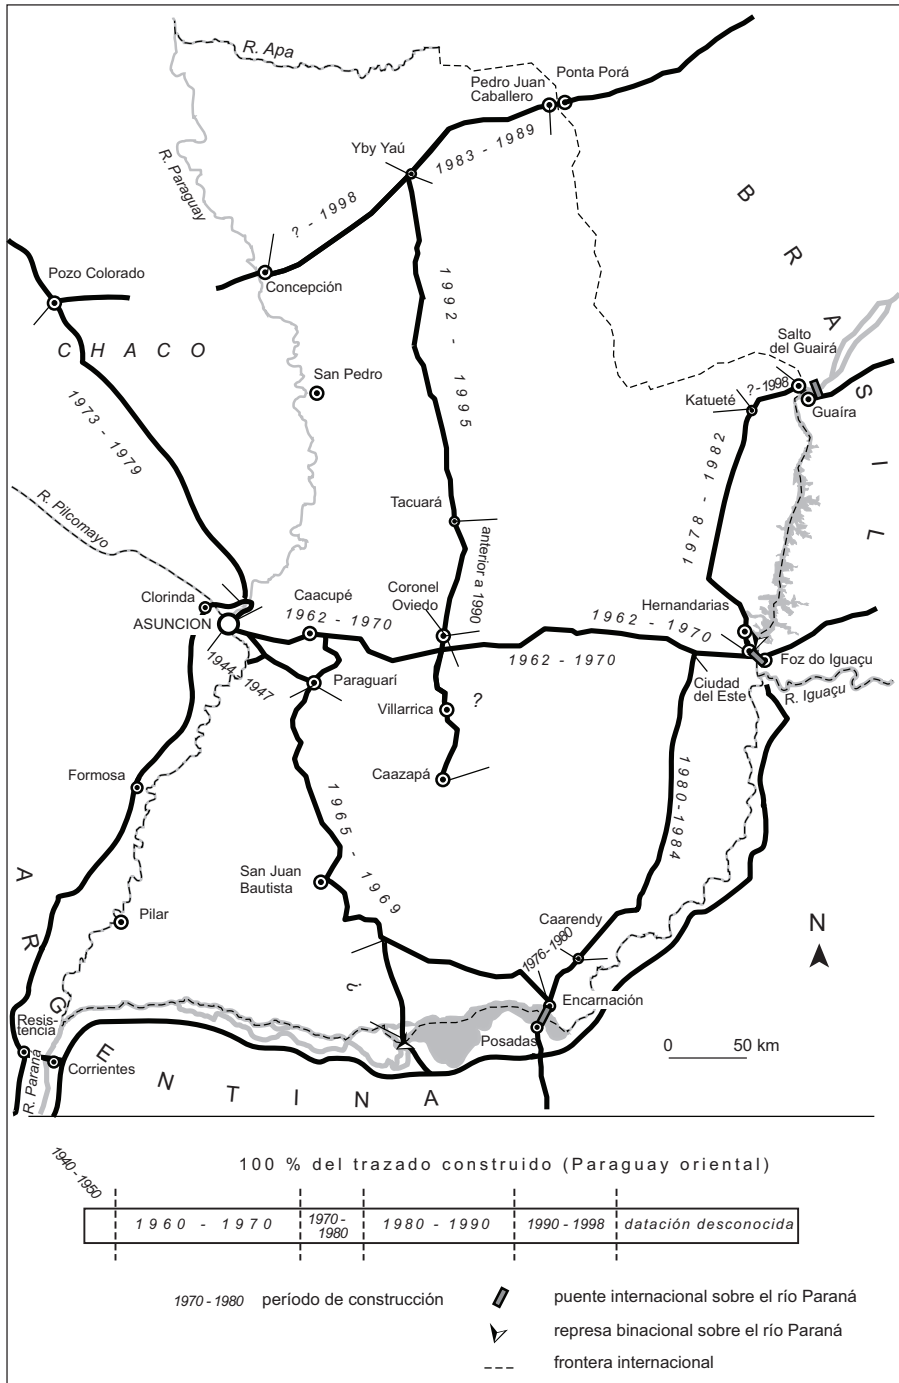 R. Apa
Pedro Juan
Caballero
Ponta Porá
Yby Yaú
1983 - 1989
R. Paraguay
? - 1998
B R A S I L
Pozo Colorado
Concepción
1992 - 1995
C H A C O
Salto
del Guairá
San Pedro
? - 1998
Katueté
Guaíra
1973 - 1979
1978 - 1982
R. Pilcomayo
Tacuará
anterior a 1990
Clorinda
Caacupé
Coronel
Oviedo
Hernandarias
ASUNCION
1962 - 1970
1962 - 1970
1962 - 1970
Foz do Iguaçu
1944 - 1947
Paraguarí
Ciudad
del Este
R. Iguaçu
Villarrica
?
Formosa
Caazapá
1980-1984
1965 - 1969
San Juan
Bautista
A R G E N T I N A
Pilar
Caarendy
N
1976-1980
¿
Encarnación
Resis-
tencia
Posadas
0 50 km
Corrientes
R. Paraná
1940 - 1950
100 % del trazado construido (Paraguay oriental)
1960 - 1970
1970 -
1980
1980 - 1990
1990 - 1998
datación desconocida
1970 - 1980 período de construcción
puente internacional sobre el río Paraná
represa binacional sobre el río Paraná
frontera internacional